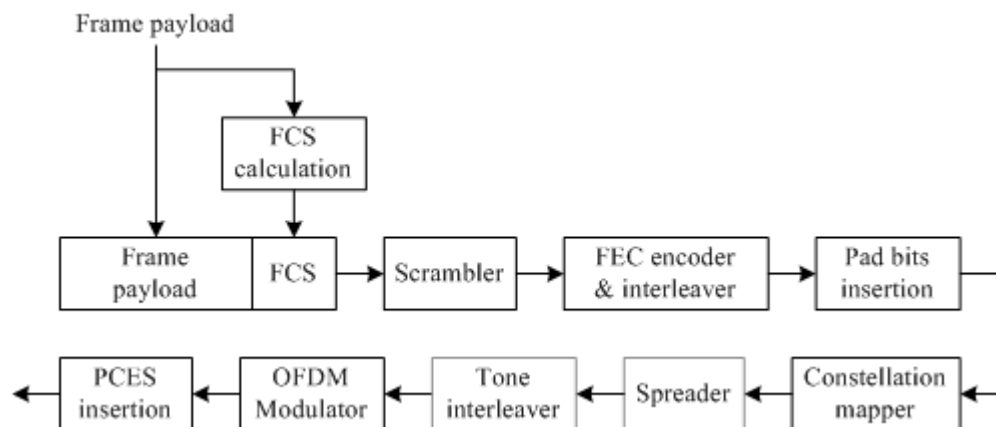 Frame payload
FCS
calculation
Frame
payload
FCS
Scrambler
FEC encoder
& interleaver
Pad bits
insertion
PCES
insertion
OFDM
Modulator
Tone
interleaver
Spreader
Constellation
mapper